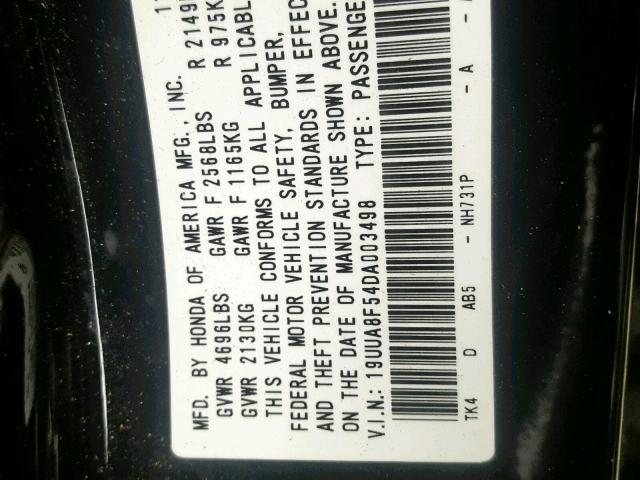 MFD. BY HONDA OF AMERICA MFG., INC. 11
GVWR 4696LBS GAWR F 2568LBS R 2149
GVWR 2130KG GAWR F 1165KG R 975K
THIS VEHICLE CONFORMS TO ALL APPLICABL
FEDERAL MOTOR VEHICLE SAFETY, BUMPER,
AND THEFT PREVENTION STANDARDS IN EFFEC
ON THE DATE OF MANUFACTURE SHOWN ABOVE.
V.I.N.: 19UUA8F54DA003498 TYPE: PASSENGE
TK4 D AB5 - NH731P - A -